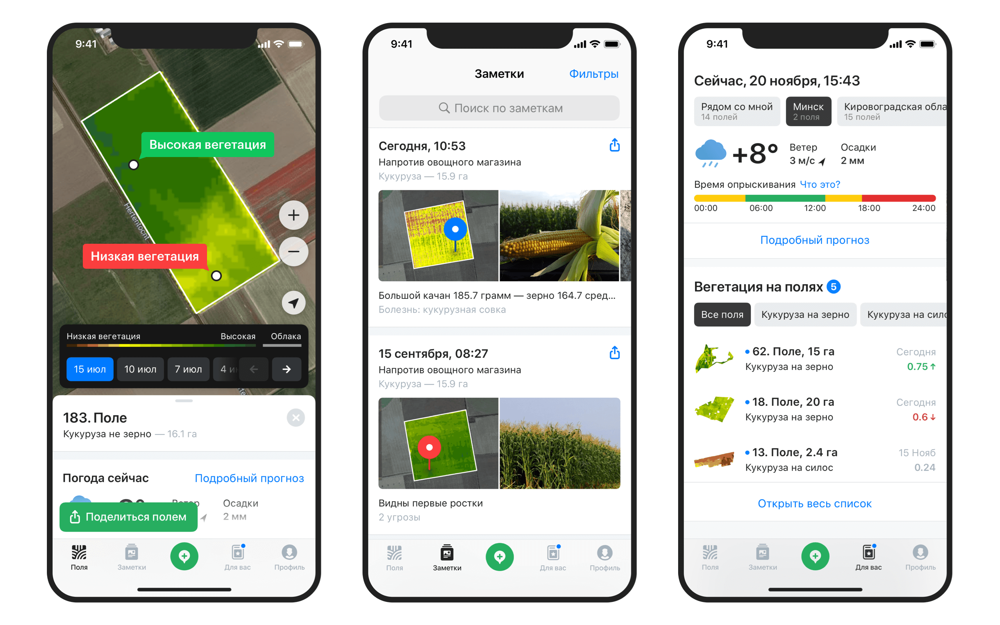 9:41
Hertentocht
Высокая вегетация
Низкая вегетация
Низкая вегетация Высокая Облака
15 июл 10 июл 7 июл 4
183. Поле
Кукуруза не зерно — 16.1 га
Погода сейчас Подробный прогноз
Ветер Осадки
2 мм
Поделиться полем
Поля Заметки Для вас Профиль
9:41
Заметки Фильтры
Поиск по заметкам
Сегодня, 10:53
Напротив овощного магазина
Кукуруза — 15.9 га
Большой качан 185.7 грамм — зерно 164.7 сред...
Болезнь: кукурузная совка
15 сентября, 08:27
Напротив овощного магазина
Кукуруза — 15.9 га
Видны первые ростки
2 угрозы
Поля Заметки Для вас Профиль
9:41
Сейчас, 20 ноября, 15:43
Рядом со мной Минск Кировоградская обла
14 полей 2 поля 15 полей
+8° Ветер Осадки
3 м/с 2 мм
Время опрыскивания Что это?
00:00 06:00 12:00 18:00 24:00
Подробный прогноз
Вегетация на полях 5
Все поля Кукуруза на зерно Кукуруза на сило
62. Поле, 15 га Сегодня
Кукуруза на зерно 0.75 ↑
18. Поле, 20 га Сегодня
Кукуруза на зерно 0.6 ↓
13. Поле, 2.4 га 15 Нояб
Кукуруза на силос 0.24
Открыть весь список
Поля Заметки Для вас Профиль